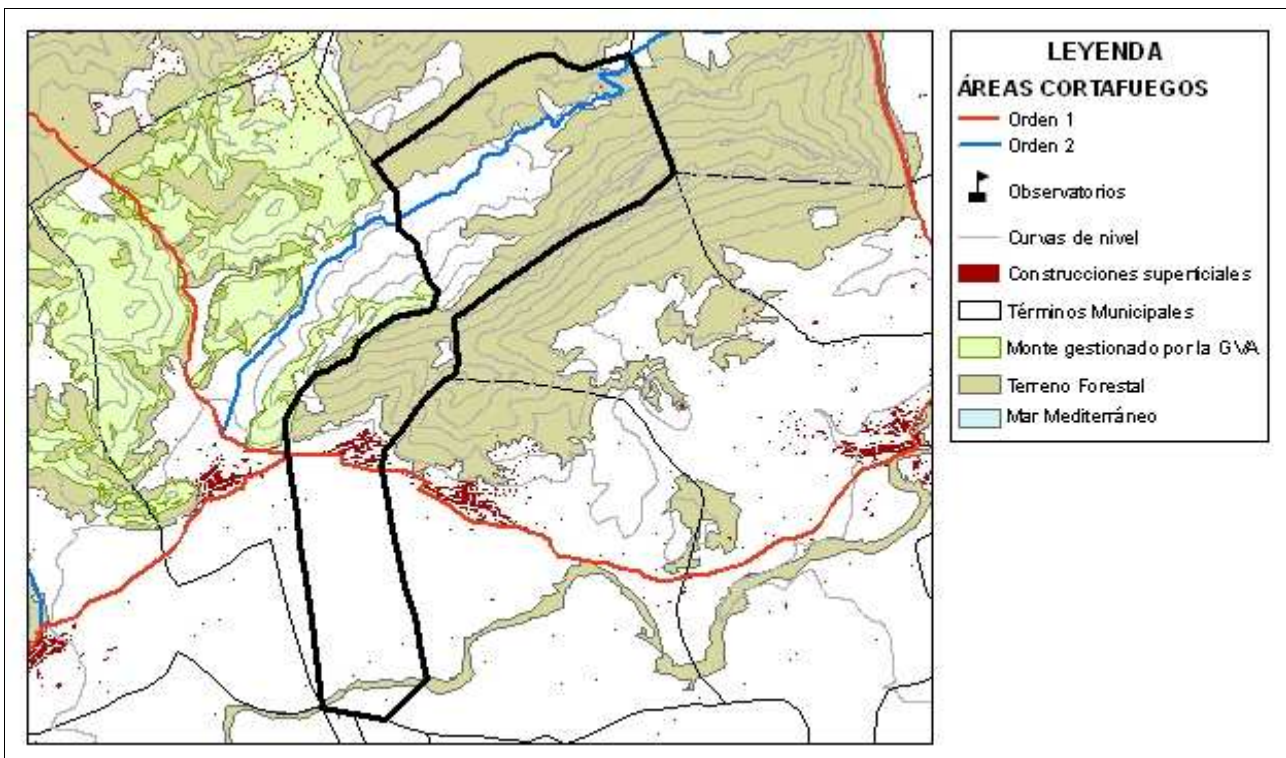 LEYENDA
ÁREAS CORTAFUEGOS
Orden 1
Orden 2
Observatorios
Curvas de nivel
Construcciones superficiales
Términos Municipales
Monte gestionado por la GVA
Terreno Forestal
Mar Mediterráneo